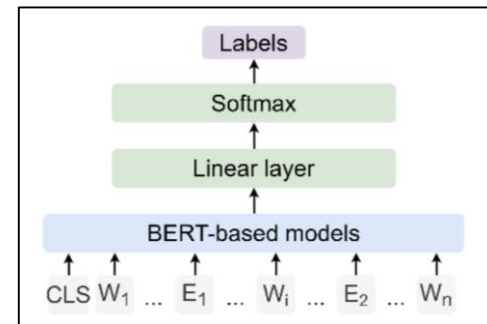 Labels
Softmax
Linear layer
BERT-based models
CLS W₁ ... E₁ ... Wᵢ ... E₂ ... Wₙ